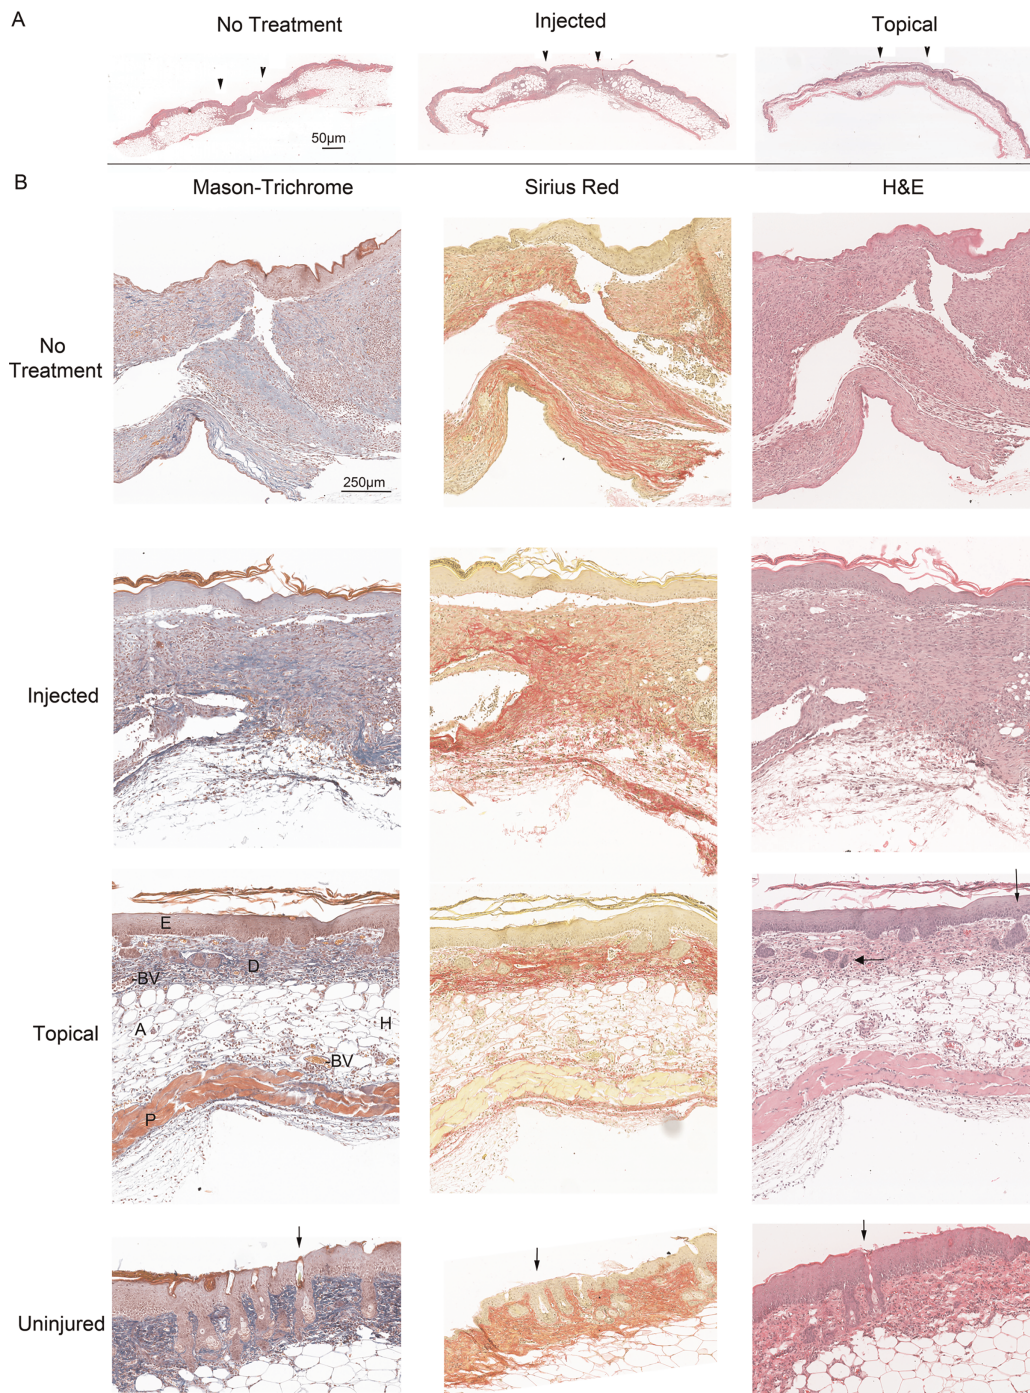 A
No Treatment
Injected
Topical
50µm
B
Mason-Trichrome
Sirius Red
H&E
No
Treatment
250µm
Injected
Topical
E
D
BV
A
H
BV
P
Uninjured